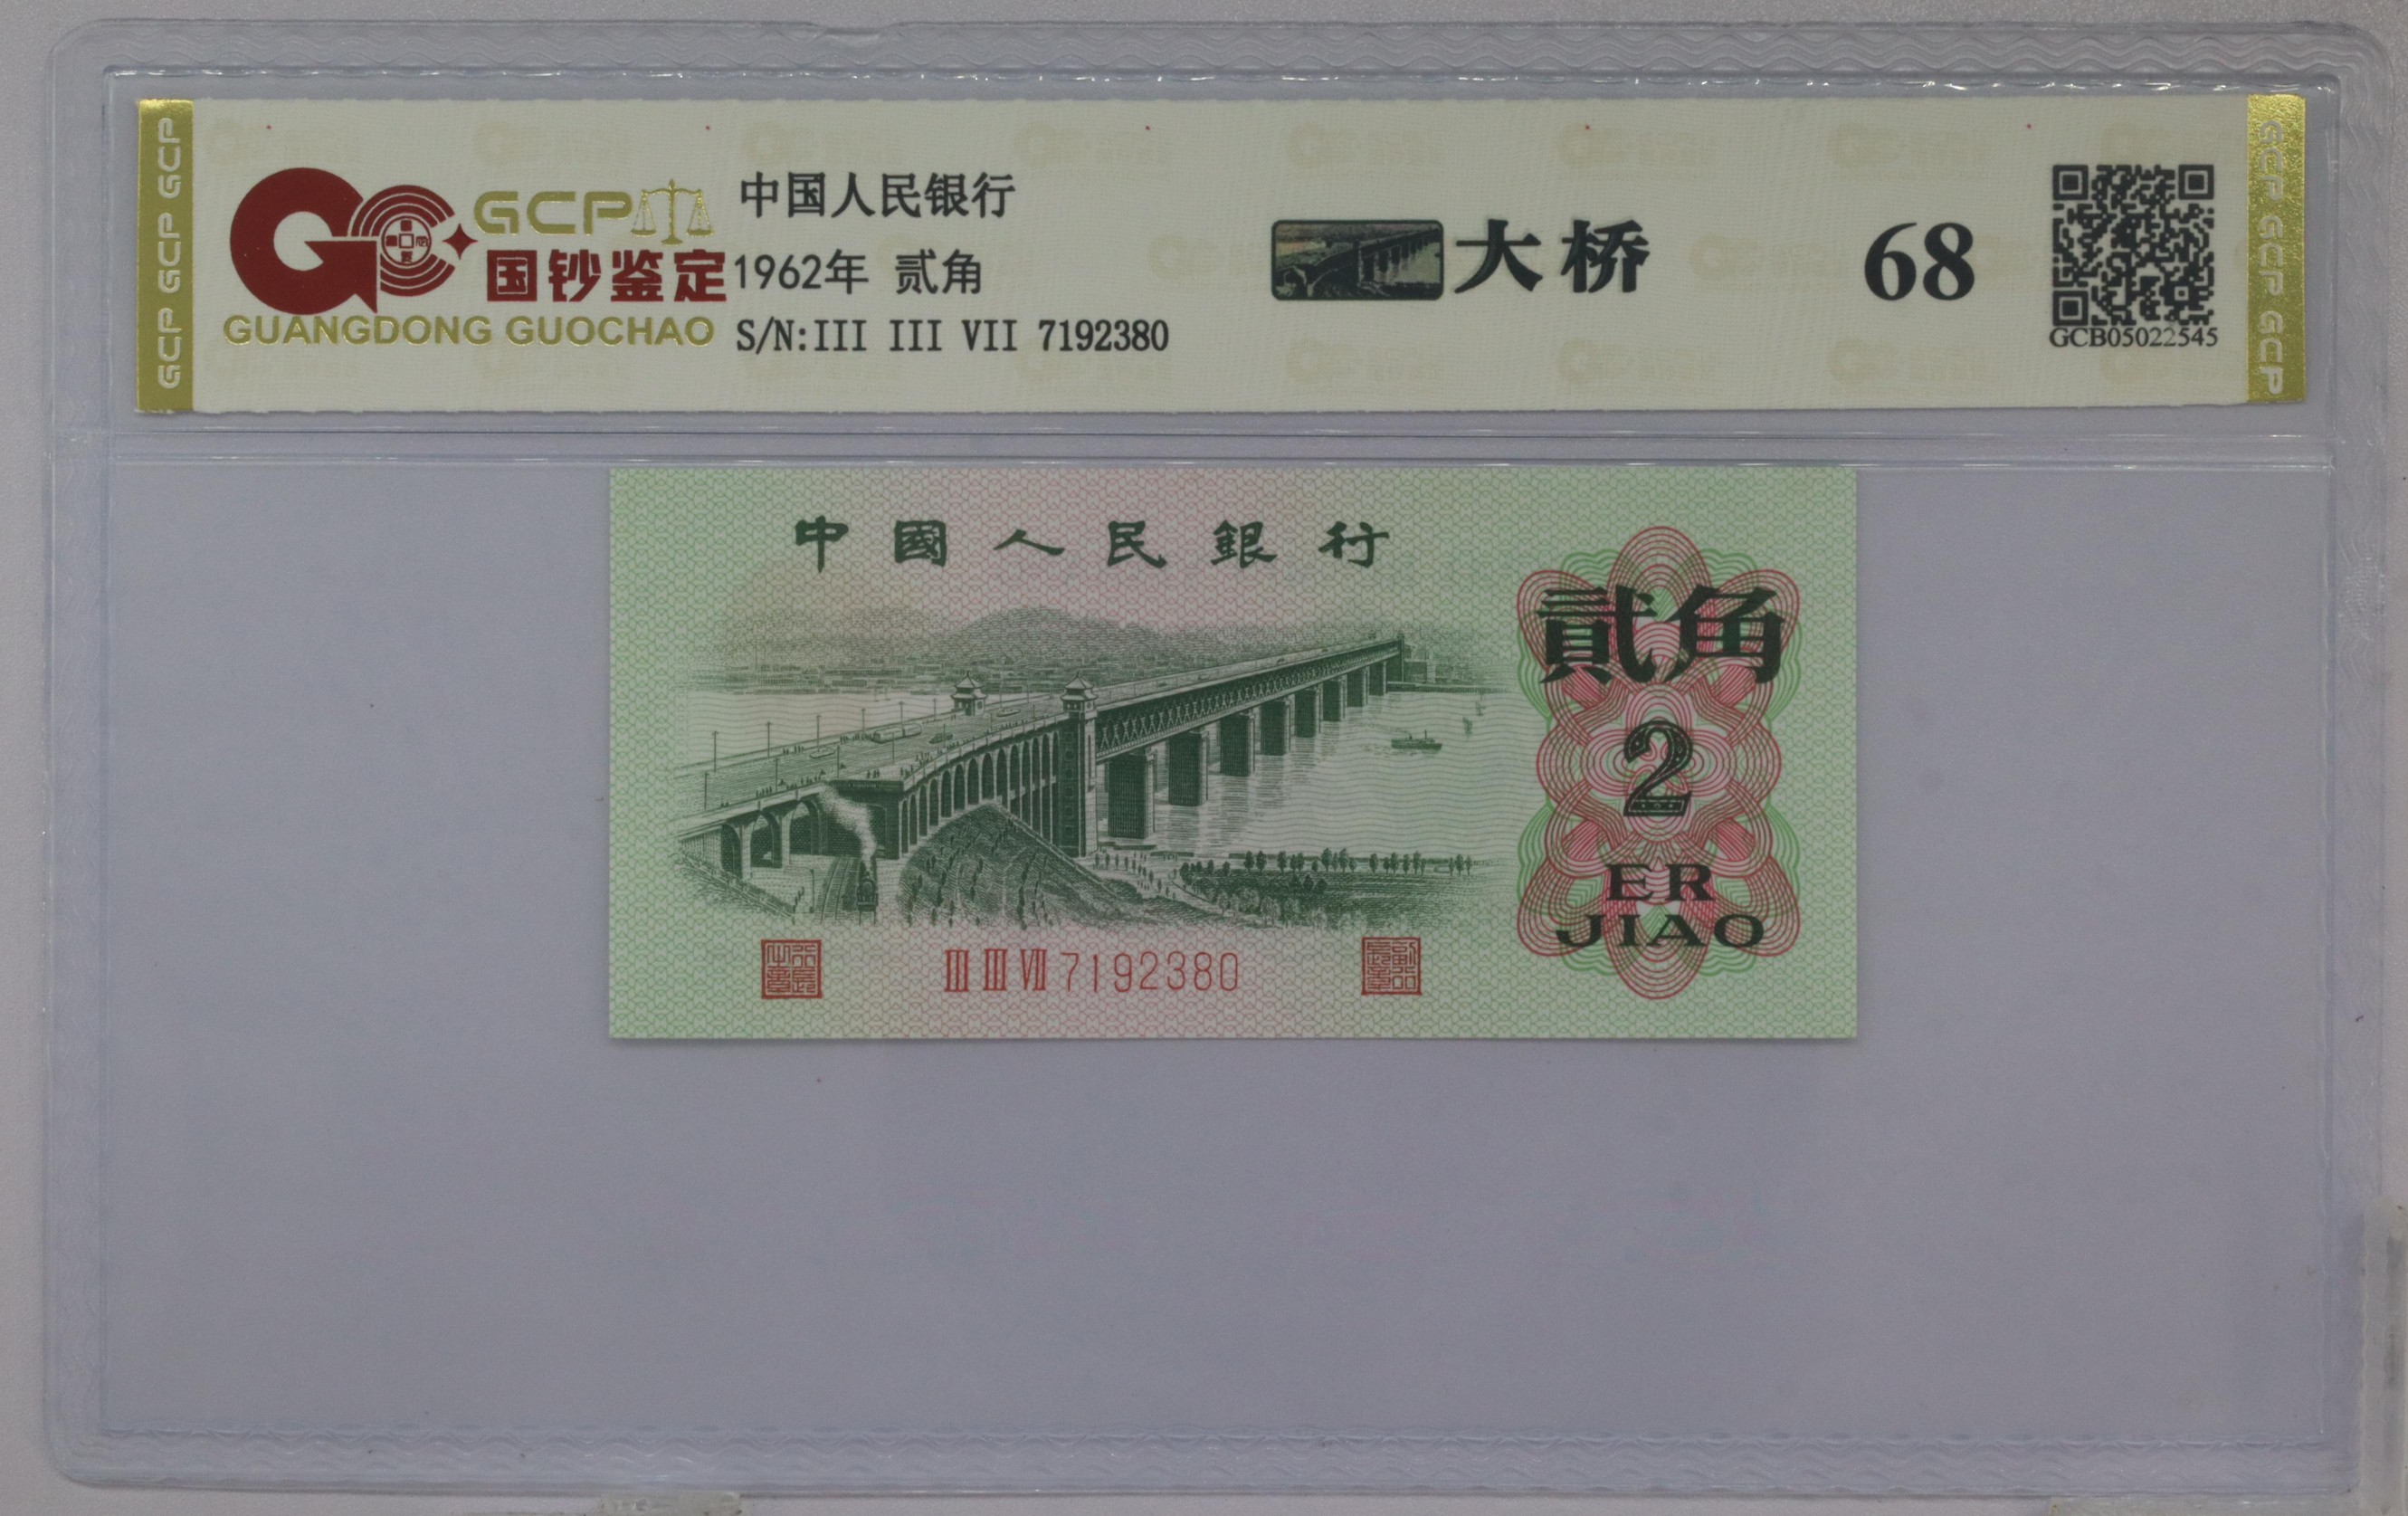 GCP GCP GCP
GCP
国钞鉴定
GUANGDONG GUOCHAO
中国人民银行
1962年 贰角
S/N:III III VII 7192380
大桥
68
GCB05022545
GCP GCP GCP
中國人民銀行
貳角
2
ER
JIAO
III III VII 7192380